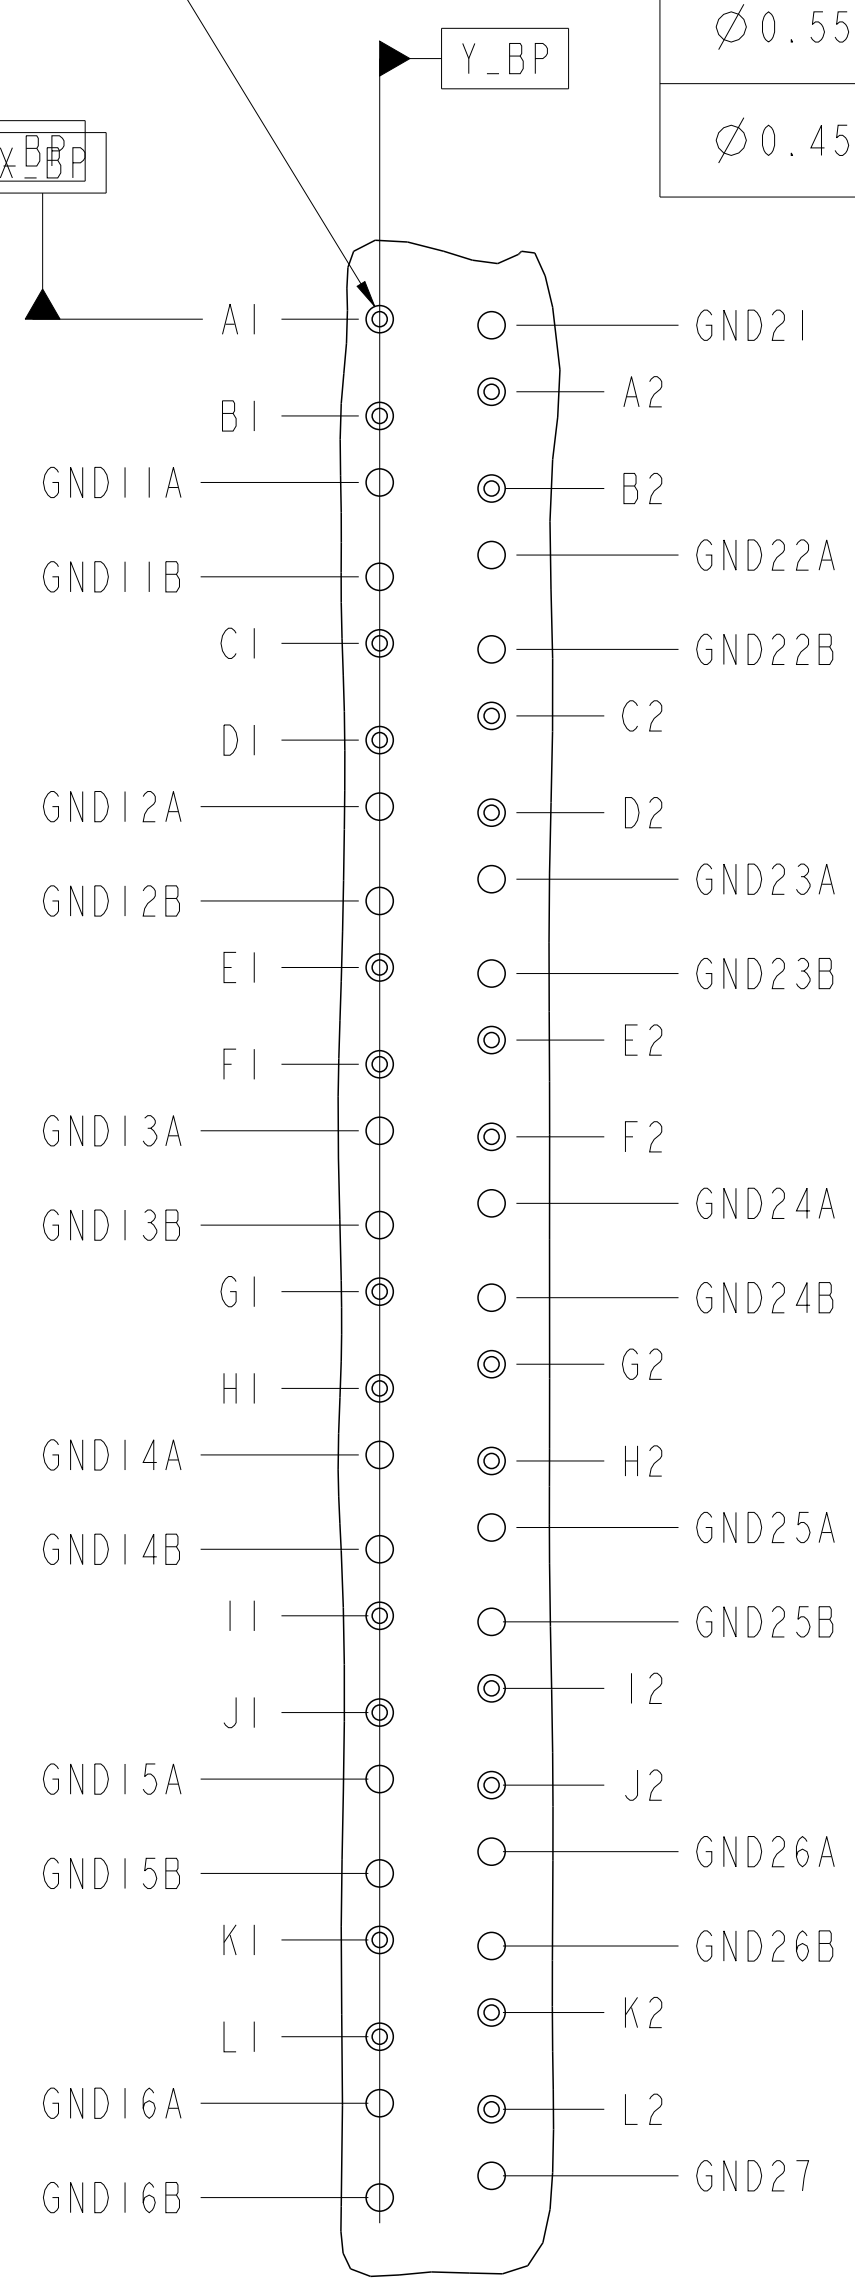 Ø0.55
Y_BP
X_BP
Ø0.45
A1
GND21
A2
B1
GND11A
B2
GND22A
GND11B
C1
GND22B
C2
D1
GND12A
D2
GND23A
GND12B
E1
GND23B
E2
F1
GND13A
F2
GND24A
GND13B
G1
GND24B
G2
H1
GND14A
H2
GND25A
GND14B
I1
GND25B
I2
J1
GND15A
J2
GND26A
GND15B
K1
GND26B
K2
L1
GND16A
L2
GND27
GND16B